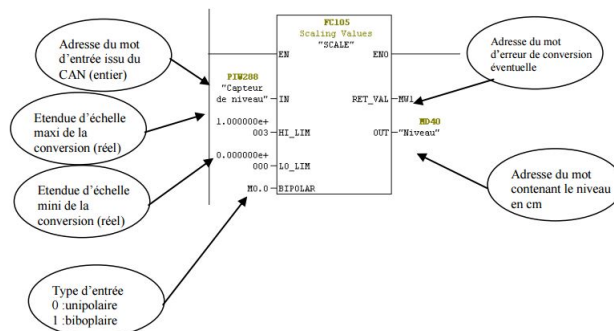 FC105
Scaling Values
"SCALE"
EN
ENO
PIW288
"Capteur
de niveau"
IN
1.000000e+
003
HI_LIM
0.000000e+
000
LO_LIM
M0.0
BIPOLAR
RET_VAL
MW1
MD40
OUT
"Niveau"
Adresse du mot
d'entrée issu du
CAN (entier)
Etendue d'échelle
maxi de la
conversion (réel)
Etendue d'échelle
mini de la
conversion (réel)
Type d'entrée
0 :unipolaire
1 :biboplaire
Adresse du mot
d'erreur de conversion
éventuelle
Adresse du mot
contenant le niveau
en cm